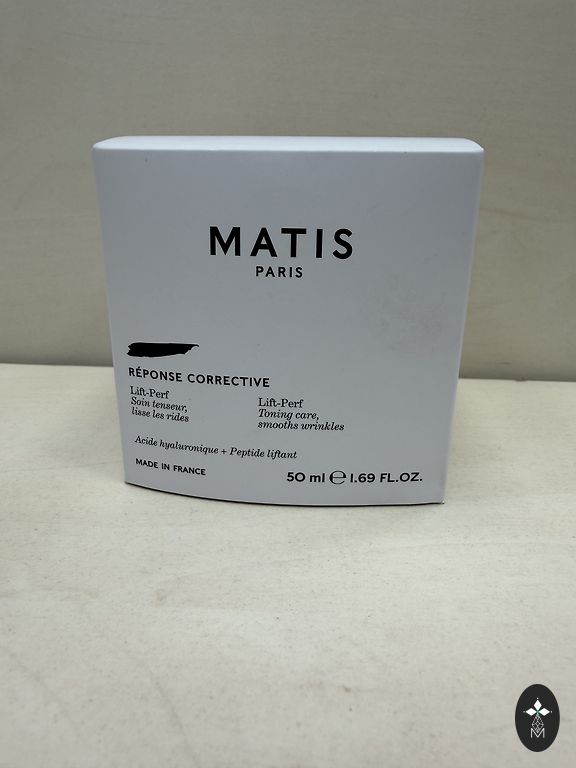 MATIS
PARIS
RÉPONSE CORRECTIVE
Lift-Perf
Soin tenseur,
lisse les rides
Lift-Perf
Toning care,
smooths wrinkles
Acide hyaluronique + Peptide liftant
MADE IN FRANCE
50 ml ℮ 1.69 FL.OZ.
M